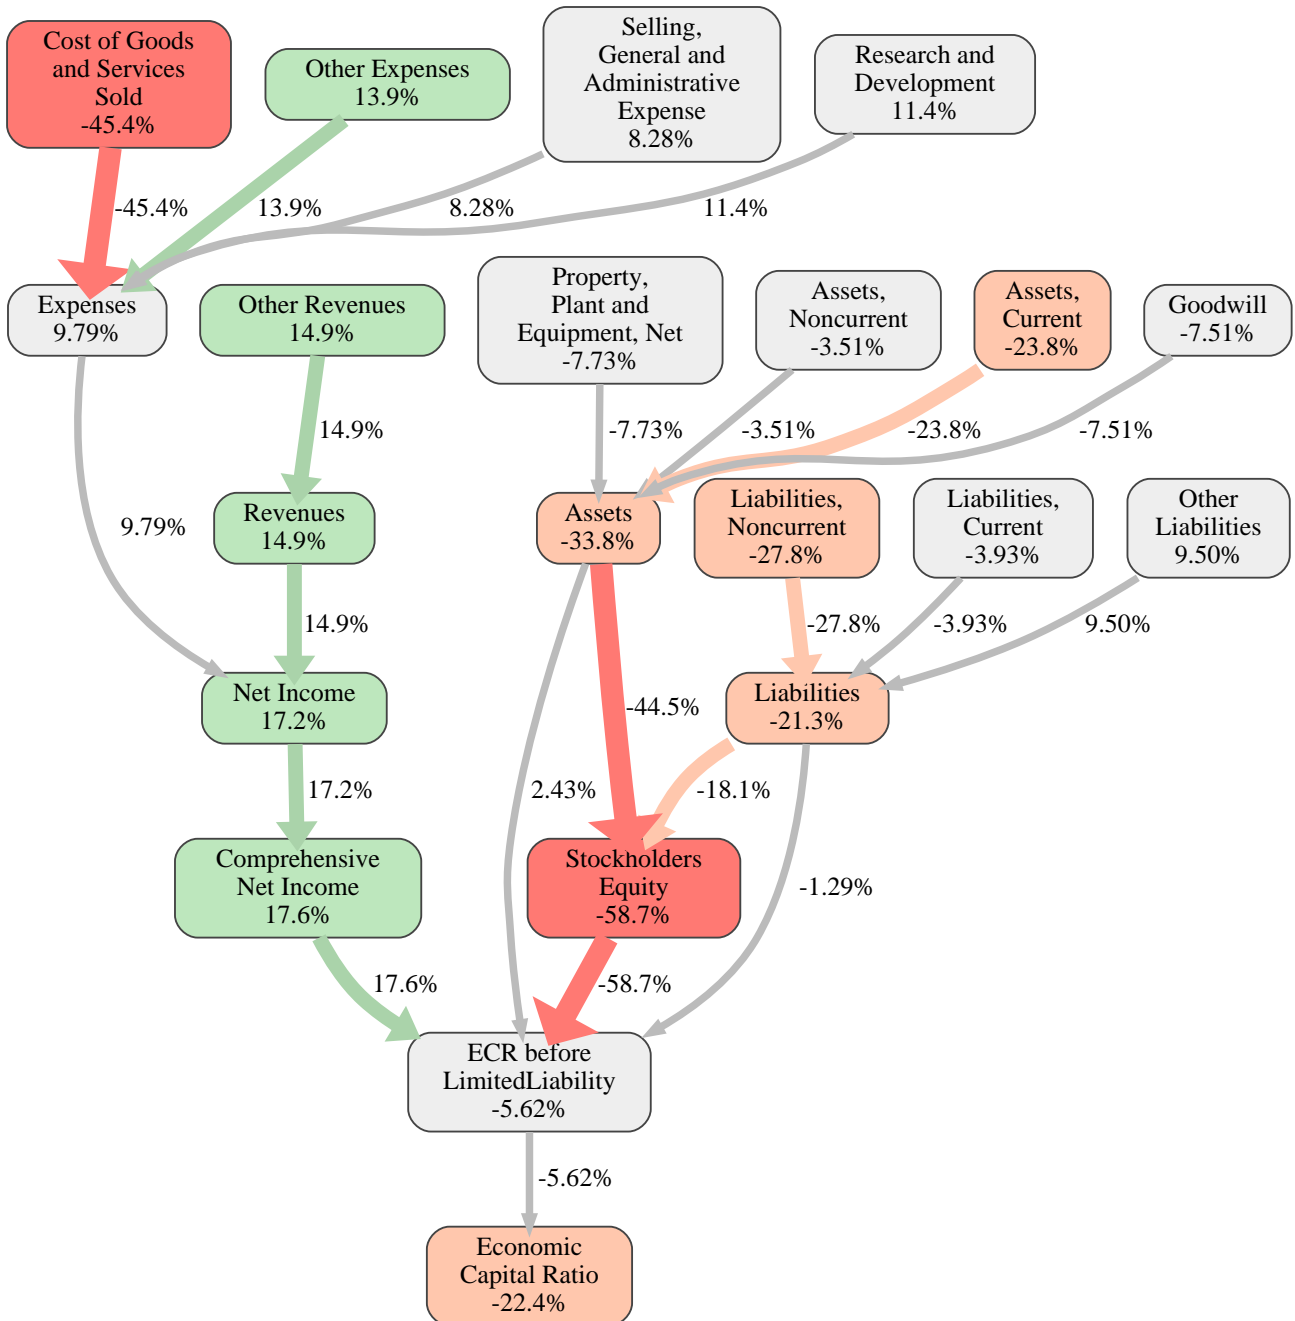 Cost of Goods
and Services
Sold
-45.4%
Other Expenses
13.9%
Selling,
General and
Administrative
Expense
8.28%
Research and
Development
11.4%
-45.4%
13.9%
8.28%
11.4%
Expenses
9.79%
Other Revenues
14.9%
Property,
Plant and
Equipment, Net
-7.73%
Assets,
Noncurrent
-3.51%
Assets,
Current
-23.8%
Goodwill
-7.51%
14.9%
-7.73%
-3.51%
-23.8%
-7.51%
9.79%
Revenues
14.9%
Assets
-33.8%
Liabilities,
Noncurrent
-27.8%
Liabilities,
Current
-3.93%
Other
Liabilities
9.50%
14.9%
-27.8%
-3.93%
9.50%
Net Income
17.2%
-44.5%
Liabilities
-21.3%
17.2%
2.43%
-18.1%
Comprehensive
Net Income
17.6%
Stockholders
Equity
-58.7%
-1.29%
17.6%
-58.7%
ECR before
LimitedLiability
-5.62%
-5.62%
Economic
Capital Ratio
-22.4%